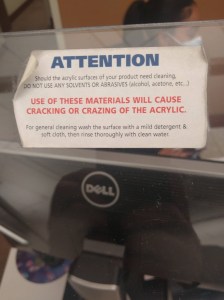 ATTENTION
Should the acrylic surfaces of your product need cleaning,
DO NOT USE ANY SOLVENTS OR ABRASIVES (alcohol, acetone, etc...)
USE OF THESE MATERIALS WILL CAUSE
CRACKING OR CRAZING OF THE ACRYLIC.
For general cleaning wash the surface with a mild detergent &
soft cloth, then rinse thoroughly with clean water.
DELL